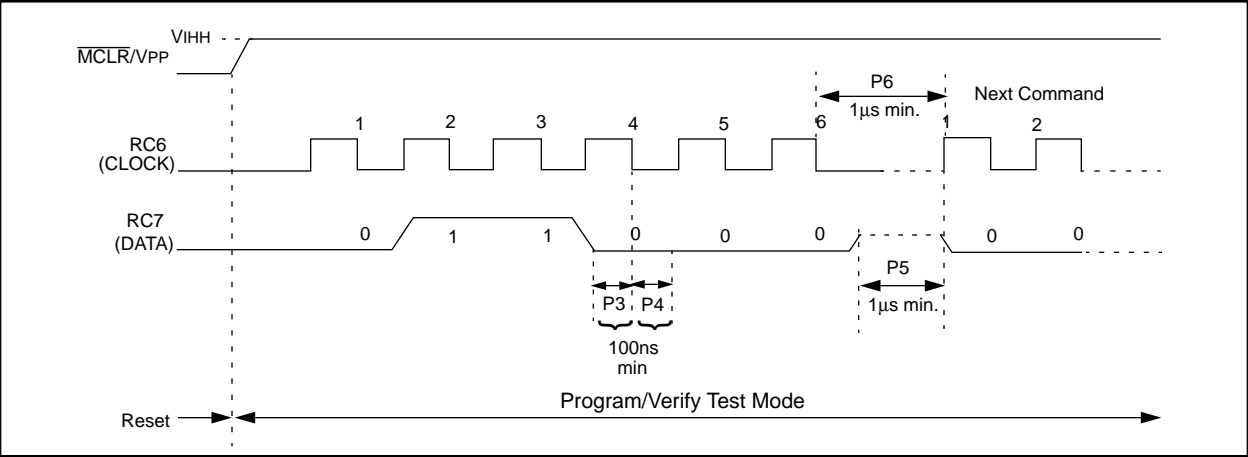 VIHH
MCLR/VPP
P6
1µs min.
Next Command
1 2 3 4 5 6 1 2
RC6
(CLOCK)
RC7
(DATA)
0 1 1 0 0 0 0 0
P5
1µs min.
P3 P4
100ns
min
Program/Verify Test Mode
Reset